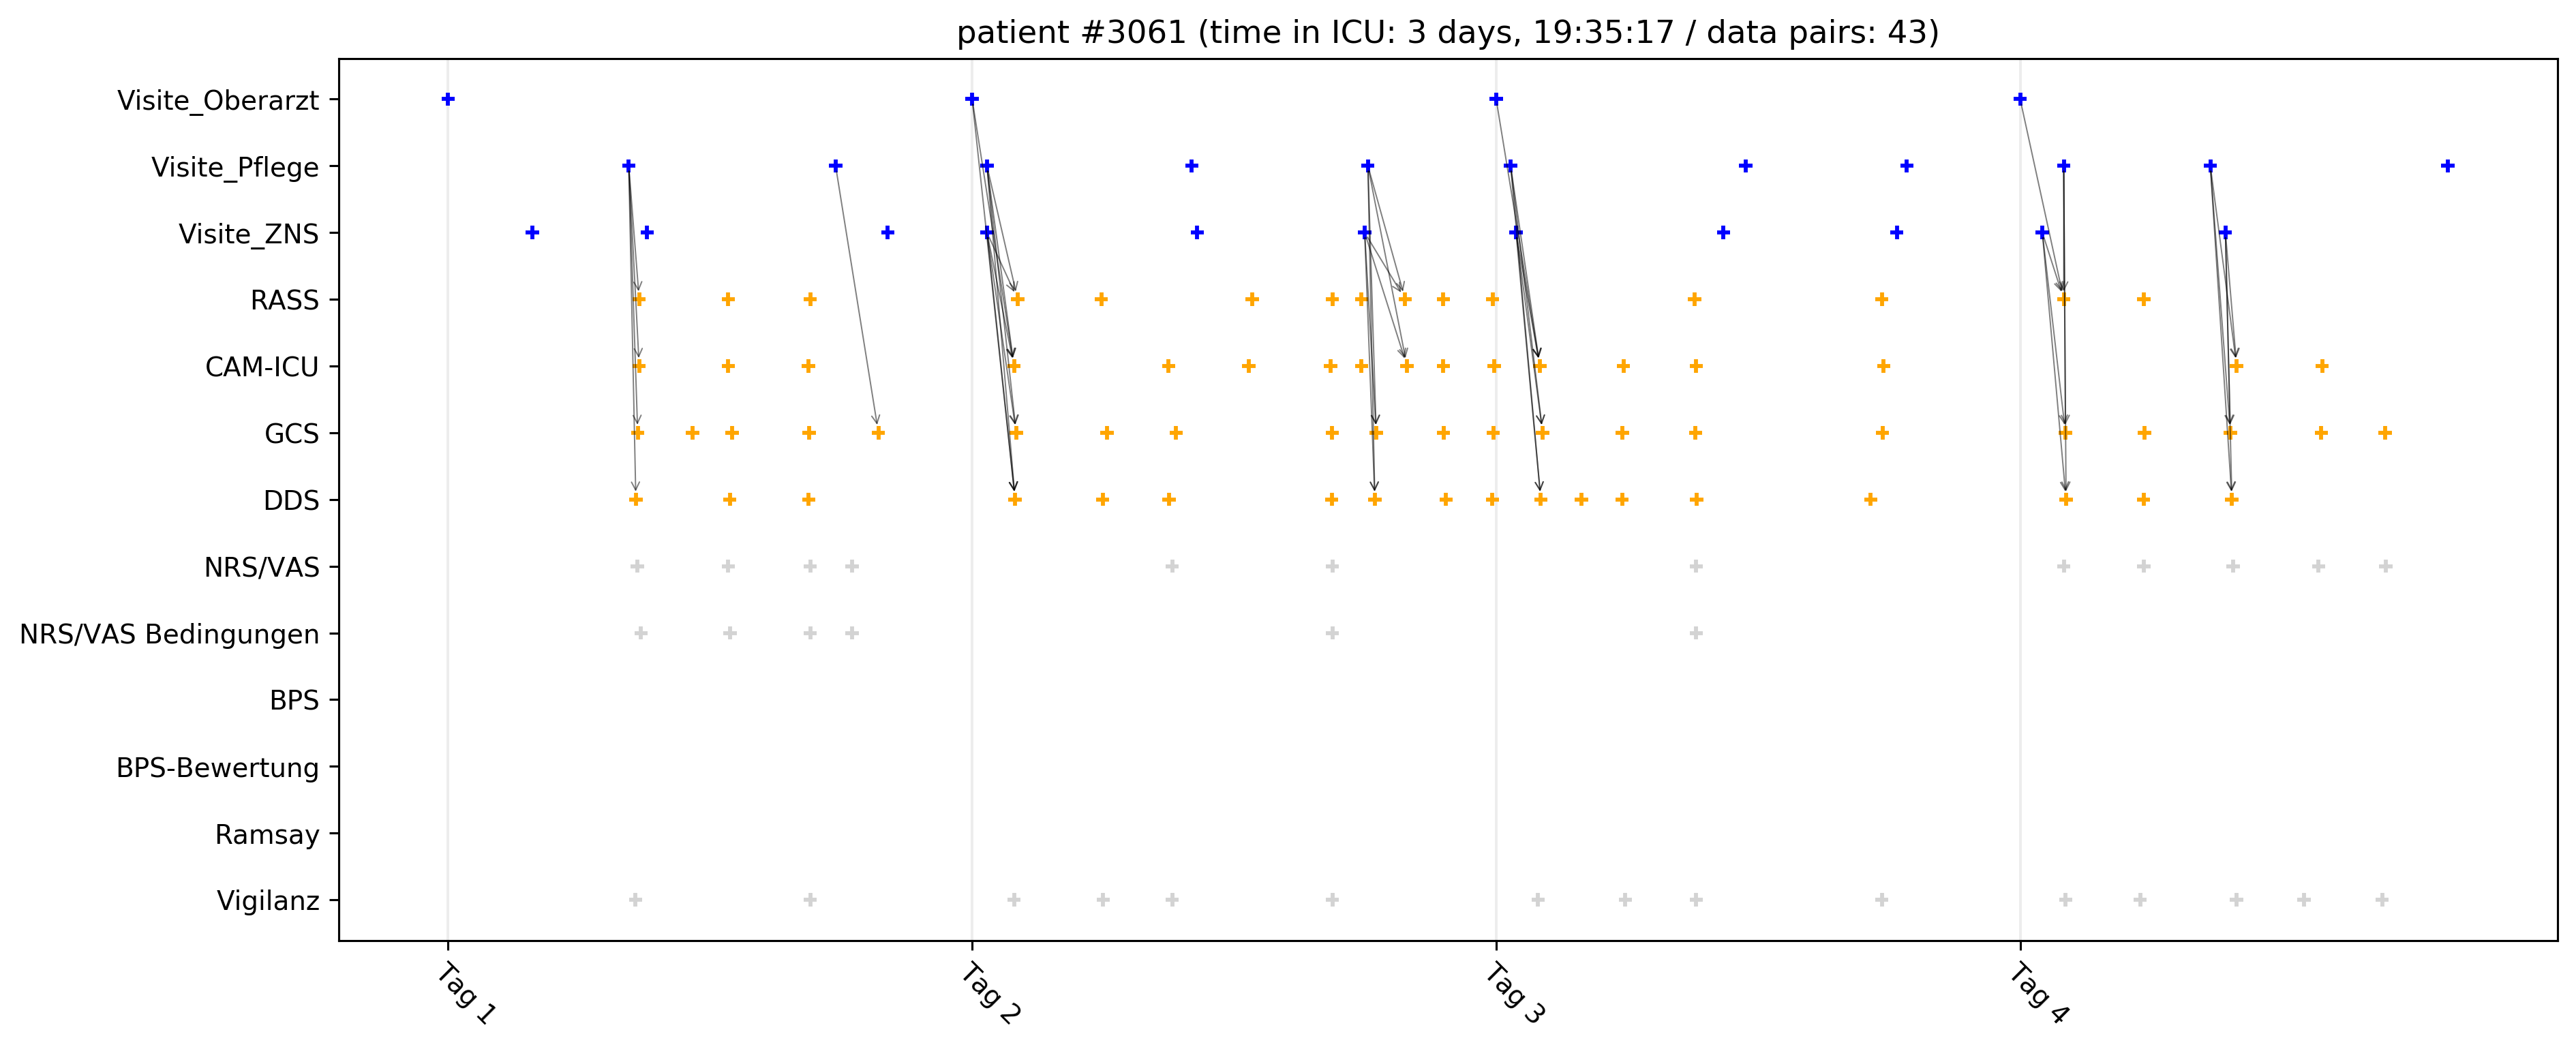 patient #3061 (time in ICU: 3 days, 19:35:17 / data pairs: 43)
Visite_Oberarzt
Visite_Pflege
Visite_ZNS
RASS
CAM-ICU
GCS
DDS
NRS/VAS
NRS/VAS Bedingungen
BPS
BPS-Bewertung
Ramsay
Vigilanz
Tag 1
Tag 2
Tag 3
Tag 4